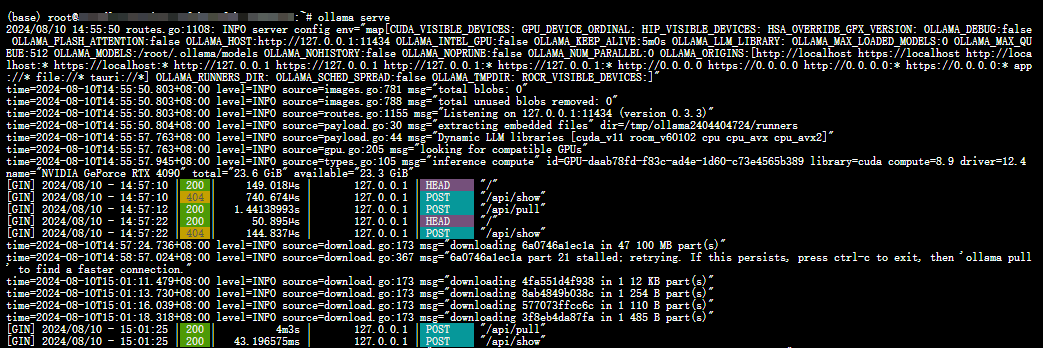 (base) root@ :~# ollama serve
2024/08/10 14:55:50 routes.go:1108: INFO server config env="map[CUDA_VISIBLE_DEVICES: GPU_DEVICE_ORDINAL: HIP_VISIBLE_DEVICES: HSA_OVERRIDE_GFX_VERSION: OLLAMA_DEBUG:false
OLLAMA_FLASH_ATTENTION:false OLLAMA_HOST:http://127.0.0.1:11434 OLLAMA_INTEL_GPU:false OLLAMA_KEEP_ALIVE:5m0s OLLAMA_LLM_LIBRARY: OLLAMA_MAX_LOADED_MODELS:0 OLLAMA_MAX_QU
EUE:512 OLLAMA_MODELS:/root/.ollama/models OLLAMA_NOHISTORY:false OLLAMA_NOPRUNE:false OLLAMA_NUM_PARALLEL:0 OLLAMA_ORIGINS:[http://localhost https://localhost http://loca
lhost:* https://localhost:* http://127.0.0.1 https://127.0.0.1 http://127.0.0.1:* https://127.0.0.1:* http://0.0.0.0 https://0.0.0.0 http://0.0.0.0:* https://0.0.0.0:* app
://* file://* tauri://*] OLLAMA_RUNNERS_DIR: OLLAMA_SCHED_SPREAD:false OLLAMA_TMPDIR: ROCR_VISIBLE_DEVICES:]"
time=2024-08-10T14:55:50.803+08:00 level=INFO source=images.go:781 msg="total blobs: 0"
time=2024-08-10T14:55:50.803+08:00 level=INFO source=images.go:788 msg="total unused blobs removed: 0"
time=2024-08-10T14:55:50.803+08:00 level=INFO source=routes.go:1155 msg="Listening on 127.0.0.1:11434 (version 0.3.3)"
time=2024-08-10T14:55:50.804+08:00 level=INFO source=payload.go:30 msg="extracting embedded files" dir=/tmp/ollama2404404724/runners
time=2024-08-10T14:55:57.763+08:00 level=INFO source=payload.go:44 msg="Dynamic LLM libraries [cuda_v11 rocm_v60102 cpu cpu_avx cpu_avx2]"
time=2024-08-10T14:55:57.763+08:00 level=INFO source=gpu.go:205 msg="looking for compatible GPUs"
time=2024-08-10T14:55:57.945+08:00 level=INFO source=types.go:105 msg="inference compute" id=GPU-daab78fd-f83c-ad4e-1d60-c73e4565b389 library=cuda compute=8.9 driver=12.4
name="NVIDIA GeForce RTX 4090" total="23.6 GiB" available="23.3 GiB"
[GIN] 2024/08/10 - 14:57:10 | 200 | 149.018µs | 127.0.0.1 | HEAD "/"
[GIN] 2024/08/10 - 14:57:10 | 404 | 740.674µs | 127.0.0.1 | POST "/api/show"
[GIN] 2024/08/10 - 14:57:12 | 200 | 1.44138993s | 127.0.0.1 | POST "/api/pull"
[GIN] 2024/08/10 - 14:57:22 | 200 | 50.895µs | 127.0.0.1 | HEAD "/"
[GIN] 2024/08/10 - 14:57:22 | 404 | 144.837µs | 127.0.0.1 | POST "/api/show"
time=2024-08-10T14:57:24.736+08:00 level=INFO source=download.go:173 msg="downloading 6a0746a1ec1a in 47 100 MB part(s)"
time=2024-08-10T14:58:57.024+08:00 level=INFO source=download.go:367 msg="6a0746a1ec1a part 21 stalled; retrying. If this persists, press ctrl-c to exit, then 'ollama pull
' to find a faster connection."
time=2024-08-10T15:01:11.479+08:00 level=INFO source=download.go:173 msg="downloading 4fa551d4f938 in 1 12 KB part(s)"
time=2024-08-10T15:01:13.739+08:00 level=INFO source=download.go:173 msg="downloading 8ab4849b038c in 1 254 B part(s)"
time=2024-08-10T15:01:16.039+08:00 level=INFO source=download.go:173 msg="downloading 577073ffcc6c in 1 110 B part(s)"
time=2024-08-10T15:01:18.318+08:00 level=INFO source=download.go:173 msg="downloading 3f8eb4da87fa in 1 485 B part(s)"
[GIN] 2024/08/10 - 15:01:25 | 200 | 4m3s | 127.0.0.1 | POST "/api/pull"
[GIN] 2024/08/10 - 15:01:25 | 200 | 43.196575ms | 127.0.0.1 | POST "/api/show"